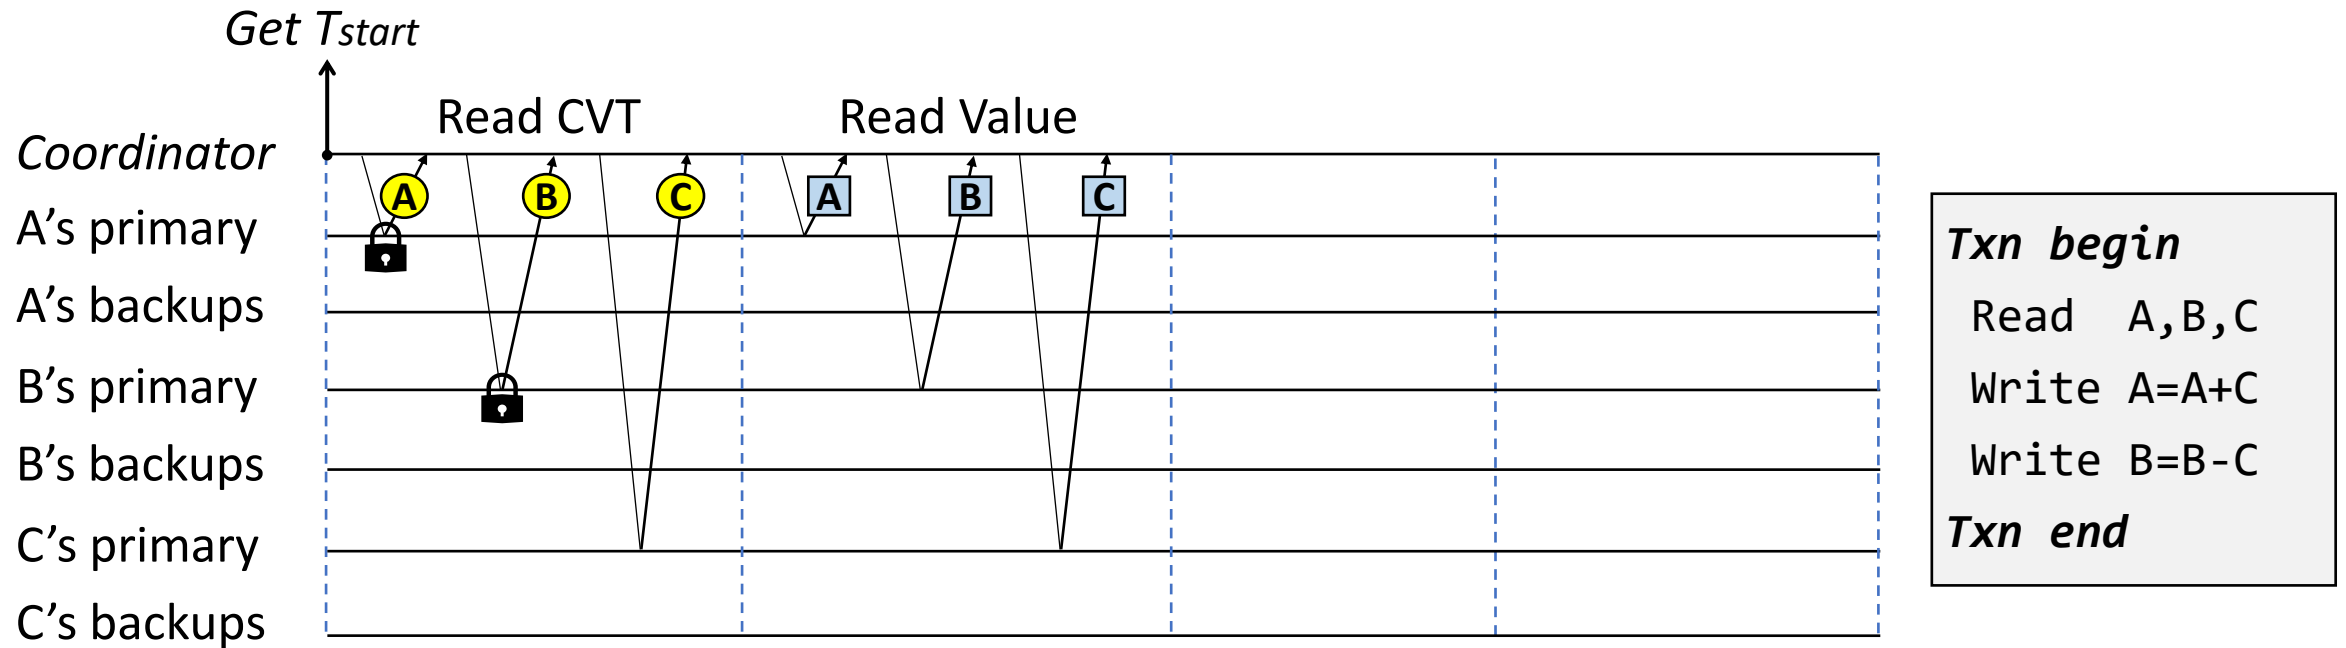 Get Tstart
Read CVT
Read Value
Coordinator
A
B
C
A
B
C
A's primary
A's backups
B's primary
B's backups
C's primary
C's backups
Txn begin
Read A,B,C
Write A=A+C
Write B=B-C
Txn end